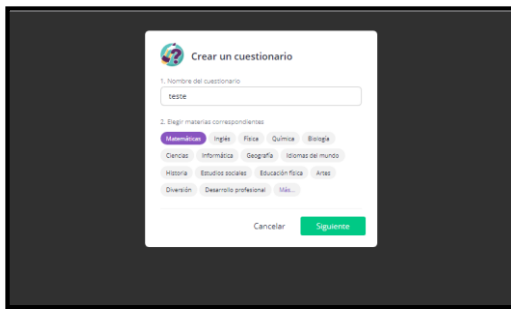 Crear un cuestionario
1. Nombre del cuestionario
teste
2. Elegir materias correspondientes
Matemáticas Inglés Física Química Biología
Ciencias Informática Geografía Idiomas del mundo
Historia Estudios sociales Educación física Artes
Diversión Desarrollo profesional Más...
Cancelar Siguiente